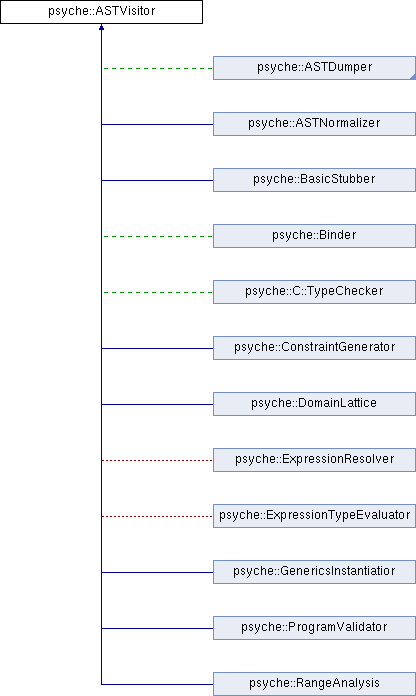 psyche::ASTVisitor
psyche::ASTDumper
psyche::ASTNormalizer
psyche::BasicStubber
psyche::Binder
psyche::C::TypeChecker
psyche::ConstraintGenerator
psyche::DomainLattice
psyche::ExpressionResolver
psyche::ExpressionTypeEvaluator
psyche::GenericsInstantiatior
psyche::ProgramValidator
psyche::RangeAnalysis